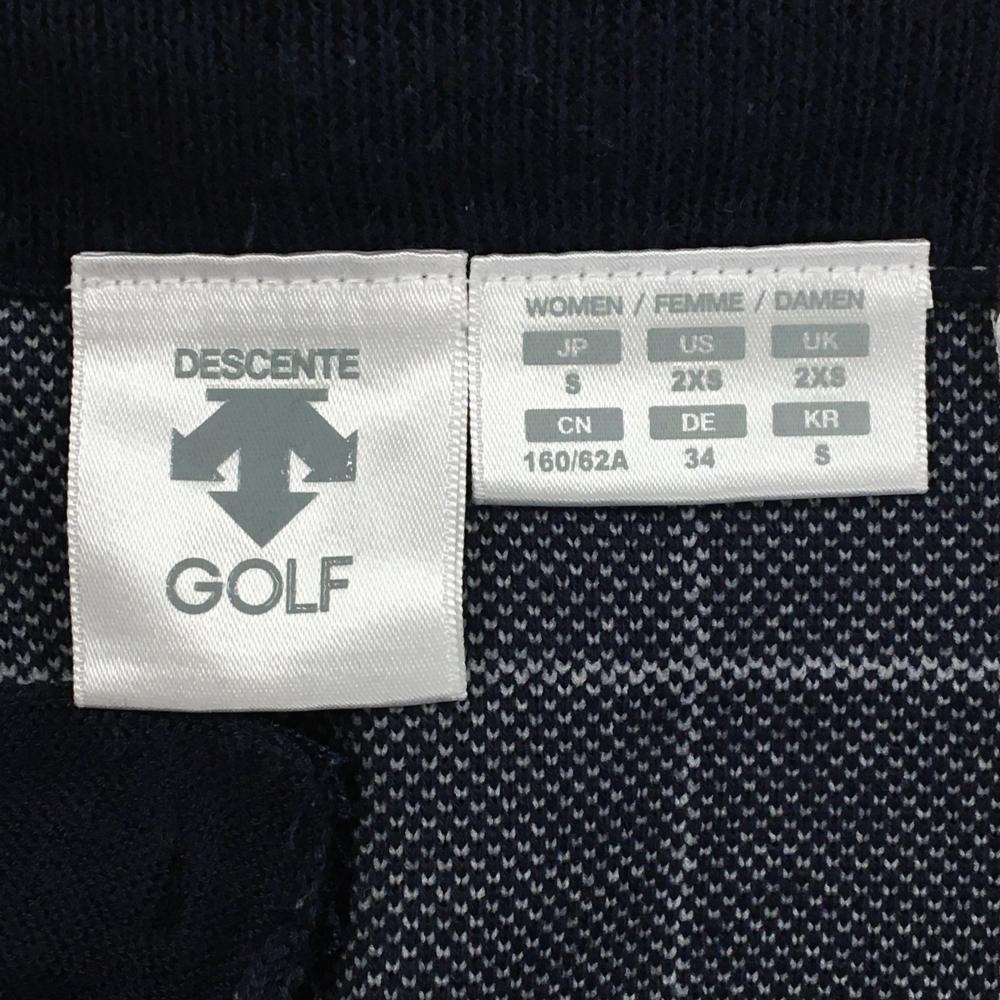 DESCENTE
GOLF
WOMEN / FEMME / DAMEN
JP US UK
S 2XS 2XS
CN DE KR
160/62A 34 S